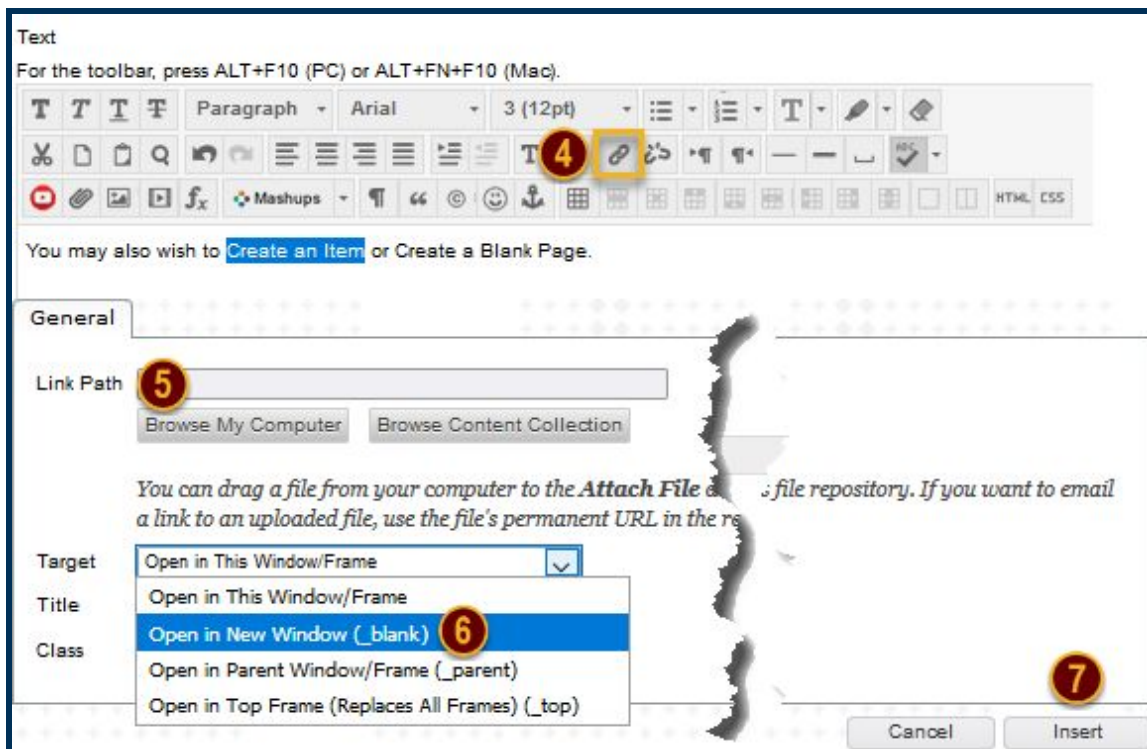 Text
For the toolbar, press ALT+F10 (PC) or ALT+FN+F10 (Mac).
T T T T Paragraph Arial 3 (12pt) T
T 4 ABC
fx Mashups ¶ “ © HTML CSS
You may also wish to Create an Item or Create a Blank Page.
General
Link Path 5
Browse My Computer Browse Content Collection
You can drag a file from your computer to the Attach File file repository. If you want to email
a link to an uploaded file, use the file's permanent URL in the
Target Open in This Window/Frame
Title Open in This Window/Frame
Open in New Window (_blank) 6
Class
Open in Parent Window/Frame (_parent)
Open in Top Frame (Replaces All Frames) (_top)
7
Cancel Insert